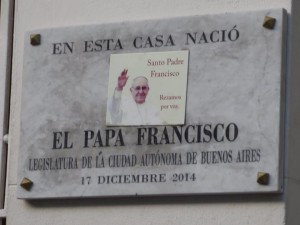 EN ESTA CASA NACIÓ
Santo Padre
Francisco
Rezamos
por vos.
EL PAPA FRANCISCO
LEGISLATURA DE LA CIUDAD AUTÓNOMA DE BUENOS AIRES
17 DICIEMBRE 2014